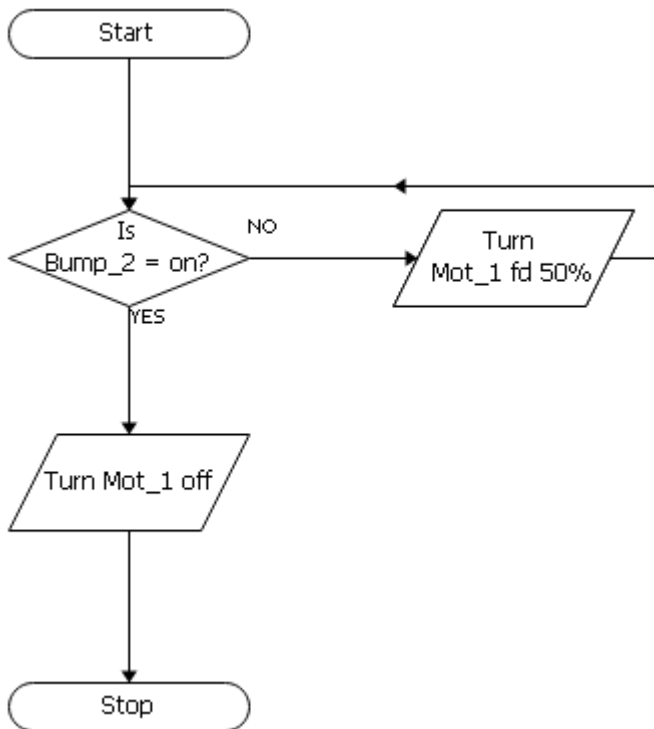 Start
Is
Bump_2 = on?
NO
Turn
Mot_1 fd 50%
YES
Turn Mot_1 off
Stop